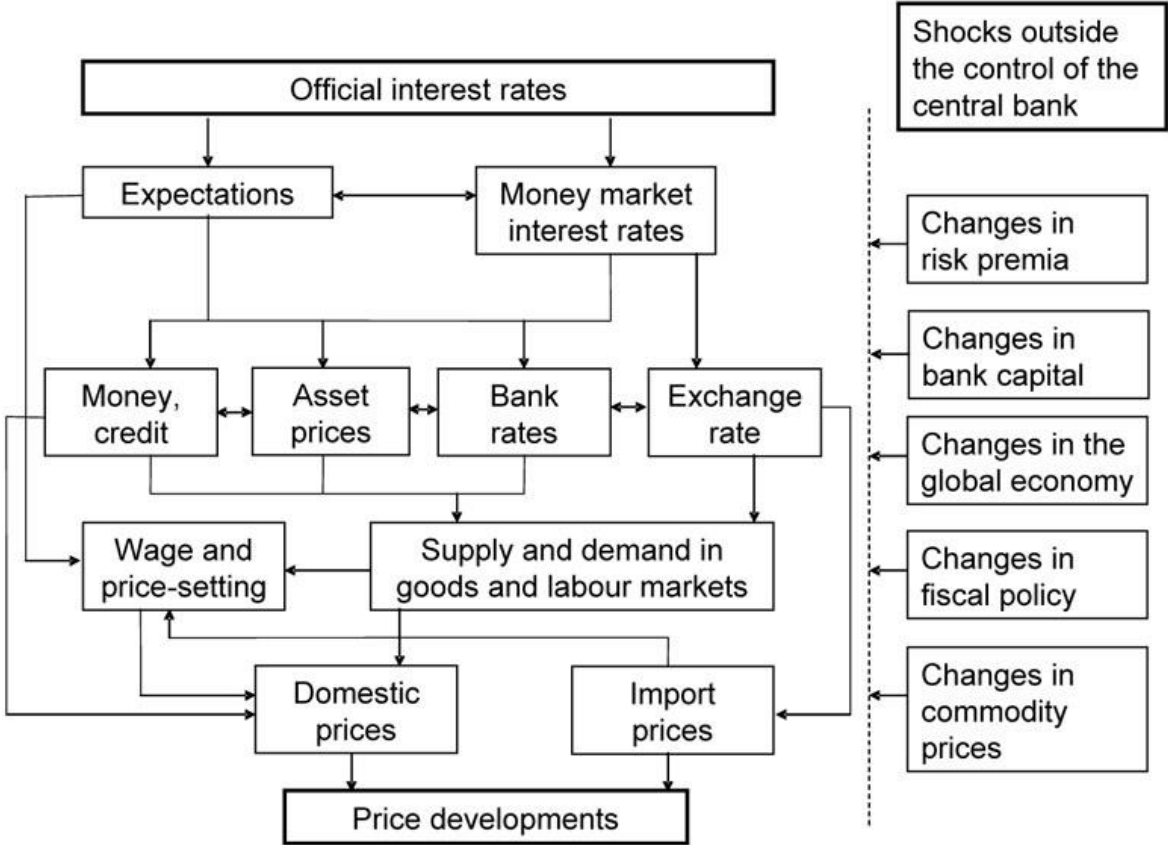 Shocks outside
the control of the
central bank
Official interest rates
Expectations
Money market
interest rates
Changes in
risk premia
Changes in
bank capital
Money,
credit
Asset
prices
Bank
rates
Exchange
rate
Changes in the
global economy
Wage and
price-setting
Supply and demand in
goods and labour markets
Changes in
fiscal policy
Domestic
prices
Import
prices
Changes in
commodity
prices
Price developments